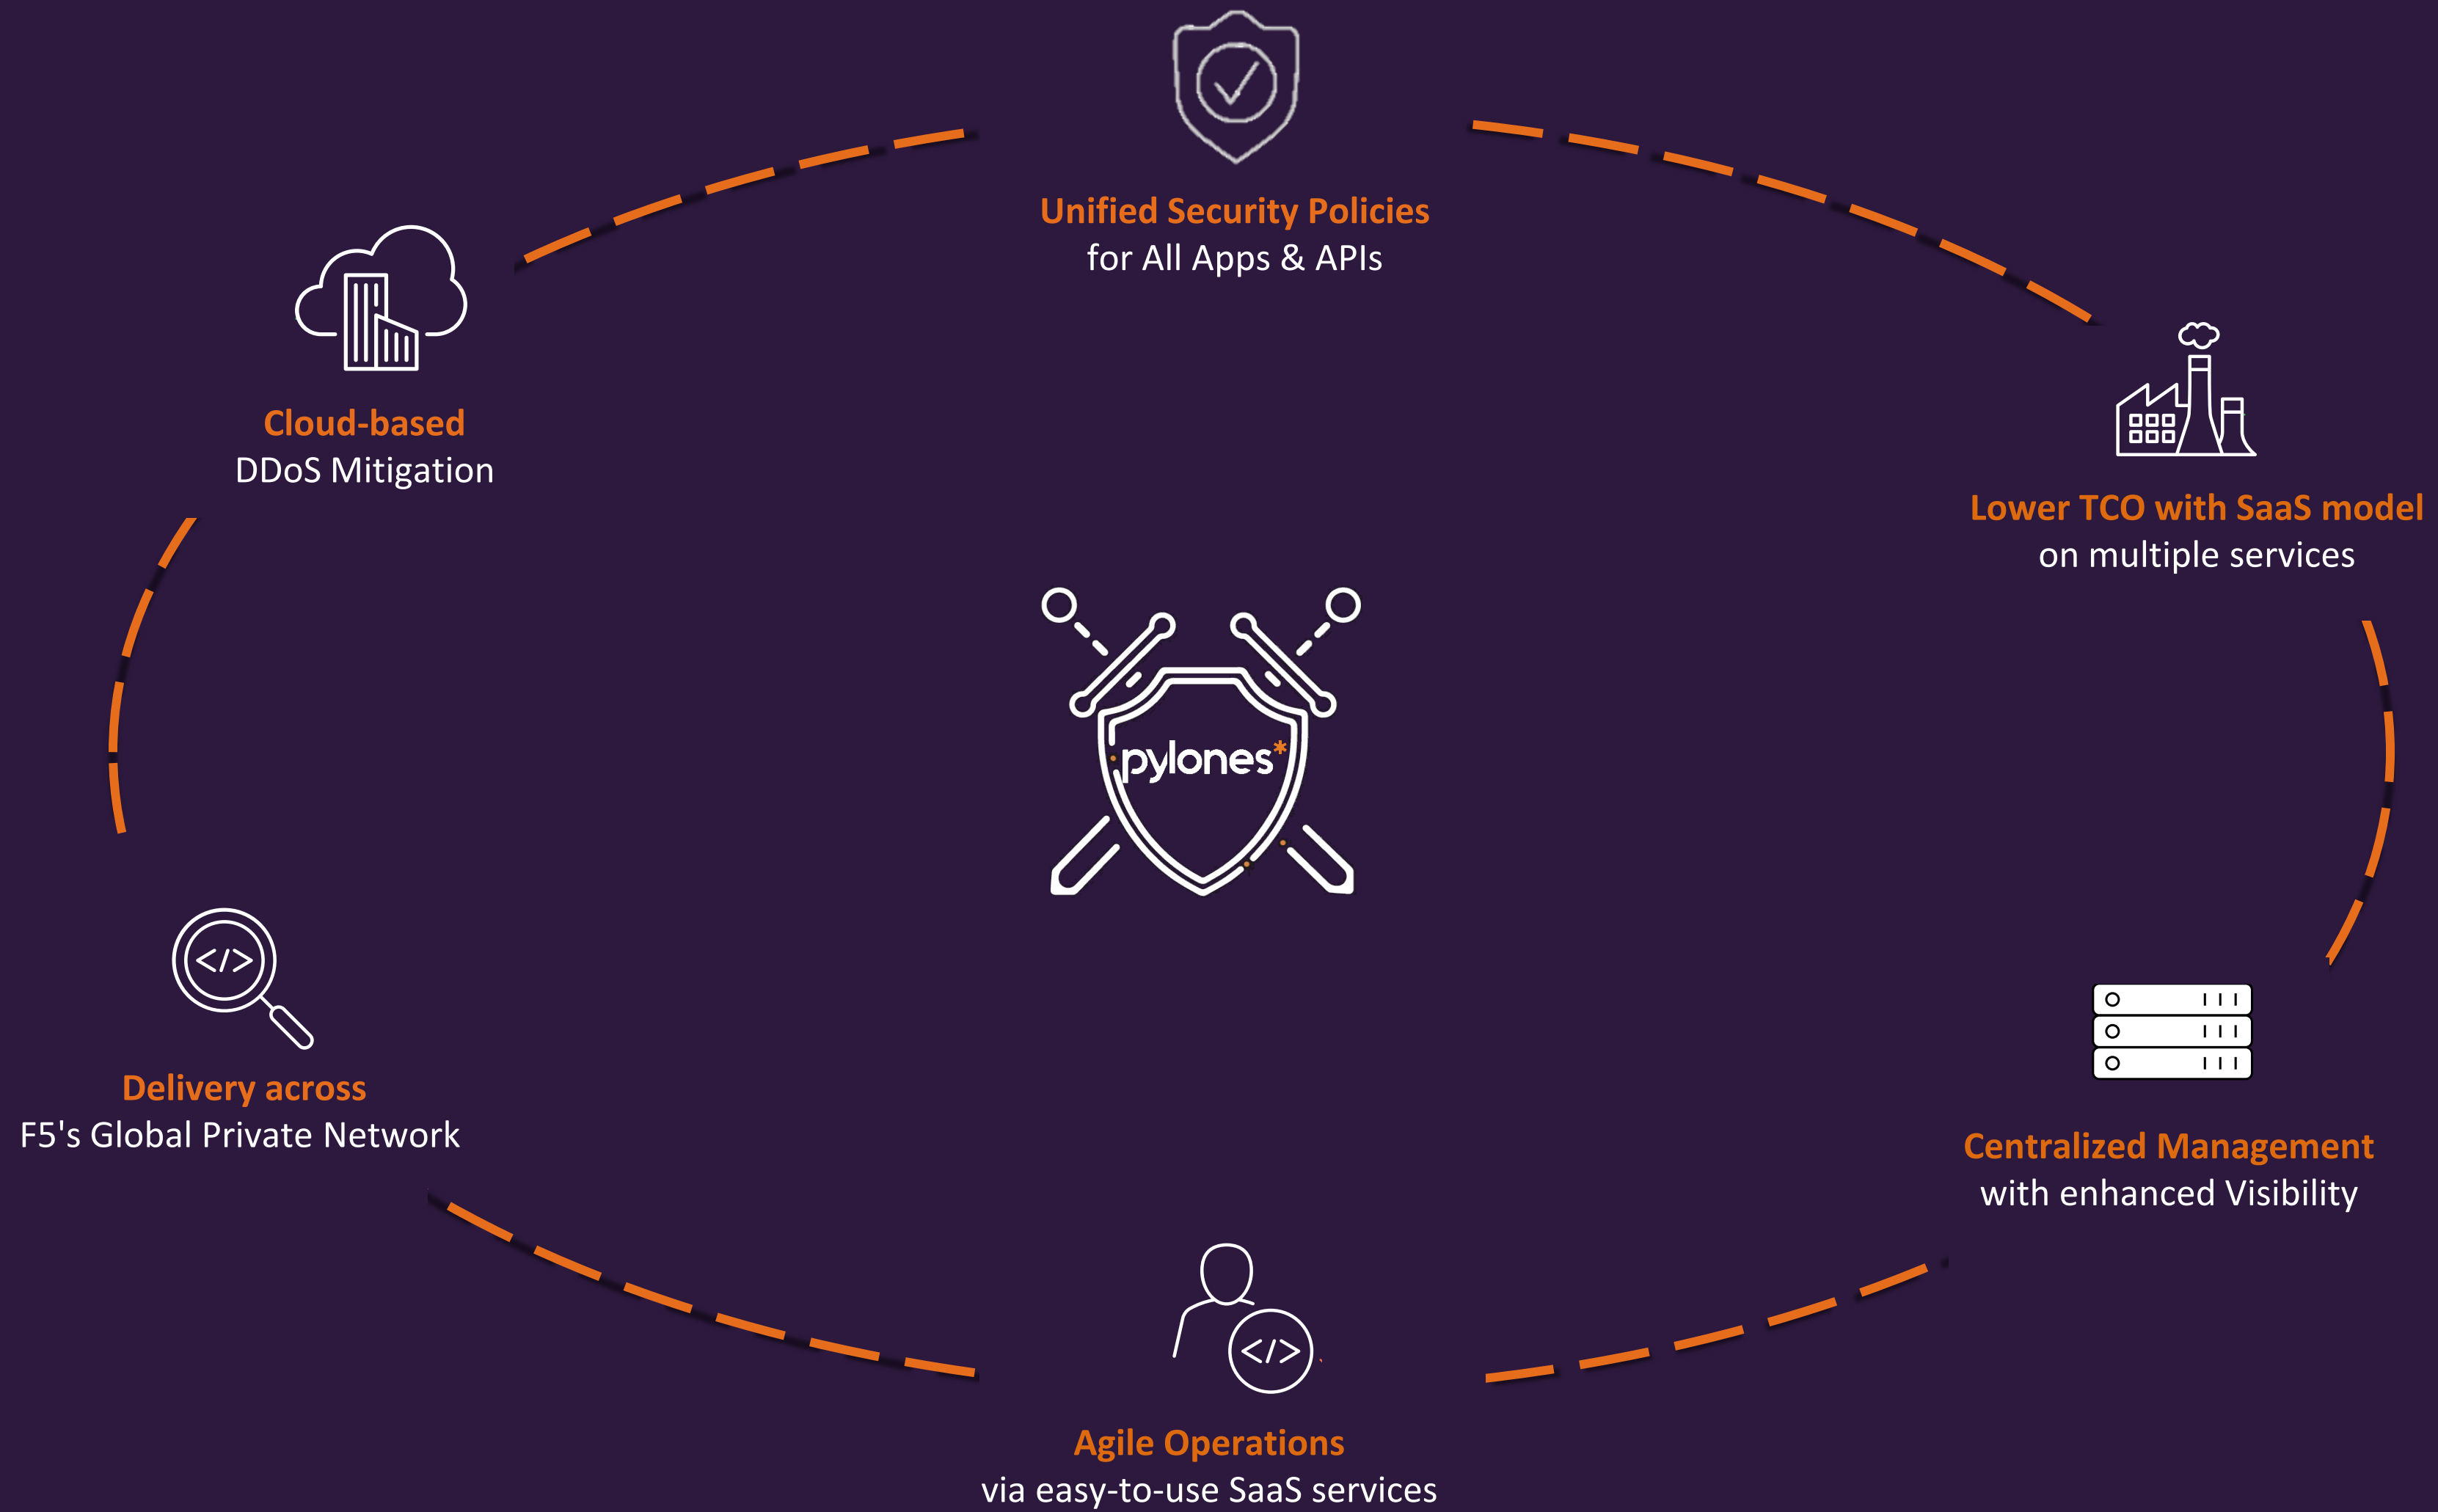 Unified Security Policies
for All Apps & APIs
Cloud-based
DDoS Mitigation
Lower TCO with SaaS model
on multiple services
pylones*
</>
Delivery across
F5's Global Private Network
Centralized Management
with enhanced Visibility
</>
Agile Operations
via easy-to-use SaaS services